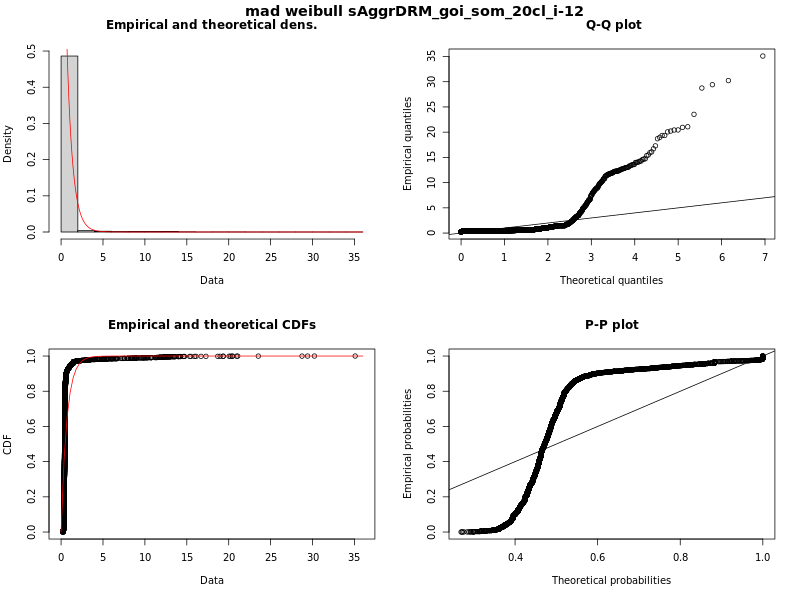 mad weibull sAggrDRM_goi_som_20cl_i-12
Empirical and theoretical dens.
Density
0.0 0.1 0.2 0.3 0.4 0.5
0 5 10 15 20 25 30 35
Data
Q-Q plot
Empirical quantiles
0 5 10 15 20 25 30 35
0 1 2 3 4 5 6 7
Theoretical quantiles
Empirical and theoretical CDFs
CDF
0.0 0.2 0.4 0.6 0.8 1.0
0 5 10 15 20 25 30 35
Data
P-P plot
Empirical probabilities
0.0 0.2 0.4 0.6 0.8 1.0
0.4 0.6 0.8 1.0
Theoretical probabilities